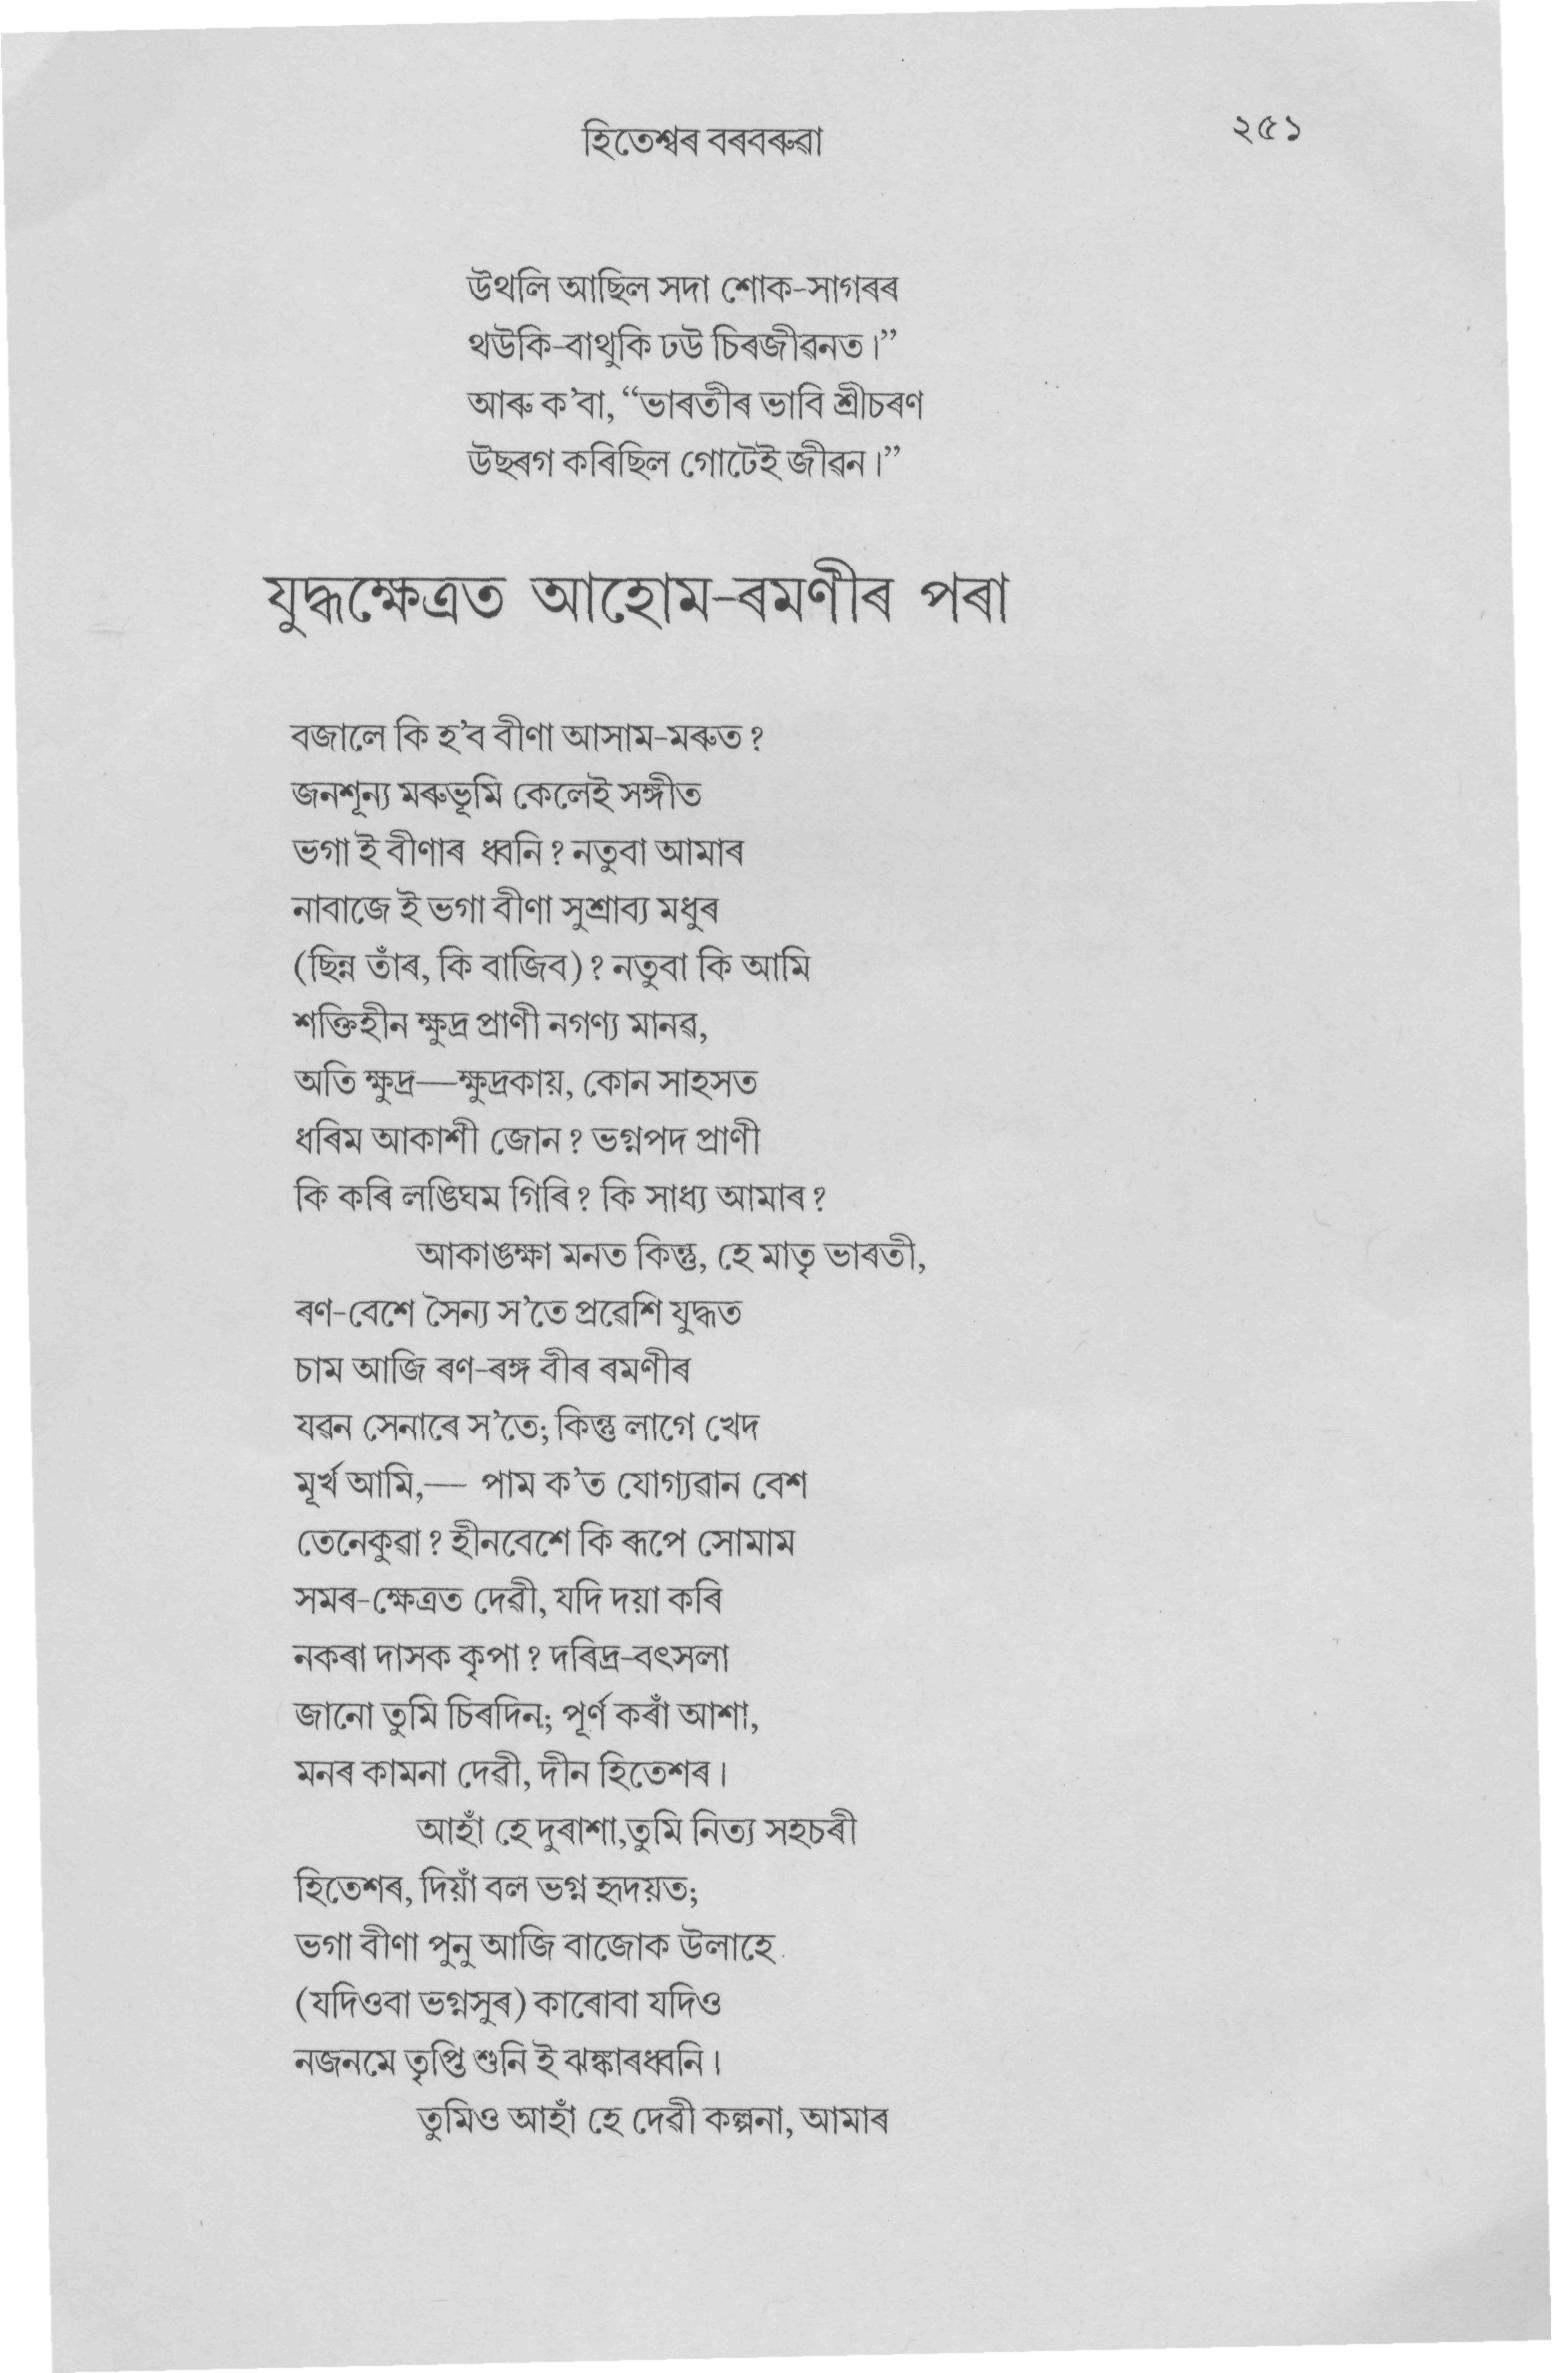 হিতেশ্বৰ বৰবৰুৱা
২৫১
উথলি আছিল সদা শোক-সাগৰৰ
থউকি-বাথুকি ঢউ চিৰজীৱনত।”
আৰু ক’বা, “ভাৰতীৰ ভাবি শ্ৰীচৰণ
উছৰগ কৰিছিল গোটেই জীৱন।”
যুদ্ধক্ষেত্ৰত আহোম-ৰমণীৰ পৰা
বজালে কি হ’ব বীণা আসাম-মৰুত?
জনশূন্য মৰুভূমি কেলেই সঙ্গীত
ভগা ই বীণাৰ ধ্বনি? নতুবা আমাৰ
নাবাজে ই ভগা বীণা সুশ্ৰাব্য মধুৰ
(ছিন্ন তাঁৰ, কি বাজিব)? নতুবা কি আমি
শক্তিহীন ক্ষুদ্ৰ প্ৰাণী নগণ্য মানৱ,
অতি ক্ষুদ্ৰ—ক্ষুদ্ৰকায়, কোন সাহসত
ধৰিম আকাশী জোন? ভগ্নপদ প্ৰাণী
কি কৰি লঙিঘম গিৰি? কি সাধ্য আমাৰ?
আকাঙক্ষা মনত কিন্তু, হে মাতৃ ভাৰতী,
ৰণ-বেশে সৈন্য স’তে প্ৰৱেশি যুদ্ধত
চাম আজি ৰণ-ৰঙ্গ বীৰ ৰমণীৰ
যৱন সেনাৰে স’তে; কিন্তু লাগে খেদ
মূৰ্খ আমি,— পাম ক’ত যোগ্যৱান বেশ
তেনেকুৱা? হীনবেশে কি ৰূপে সোমাম
সমৰ-ক্ষেত্ৰত দেৱী, যদি দয়া কৰি
নকৰা দাসক কৃপা? দৰিদ্ৰ-বৎসলা
জানো তুমি চিৰদিন; পূৰ্ণ কৰাঁ আশা,
মনৰ কামনা দেৱী, দীন হিতেশৰ।
আহাঁ হে দুৰাশা,তুমি নিত্য সহচৰী
হিতেশৰ, দিয়াঁ বল ভগ্ন হৃদয়ত;
ভগা বীণা পুনু আজি বাজোক উলাহে
(যদিওবা ভগ্নসুৰ) কাৰোবা যদিও
নজনমে তৃপ্তি শুনি ই ঝঙ্কাৰধ্বনি।
তুমিও আহাঁ হে দেৱী কল্পনা, আমাৰ